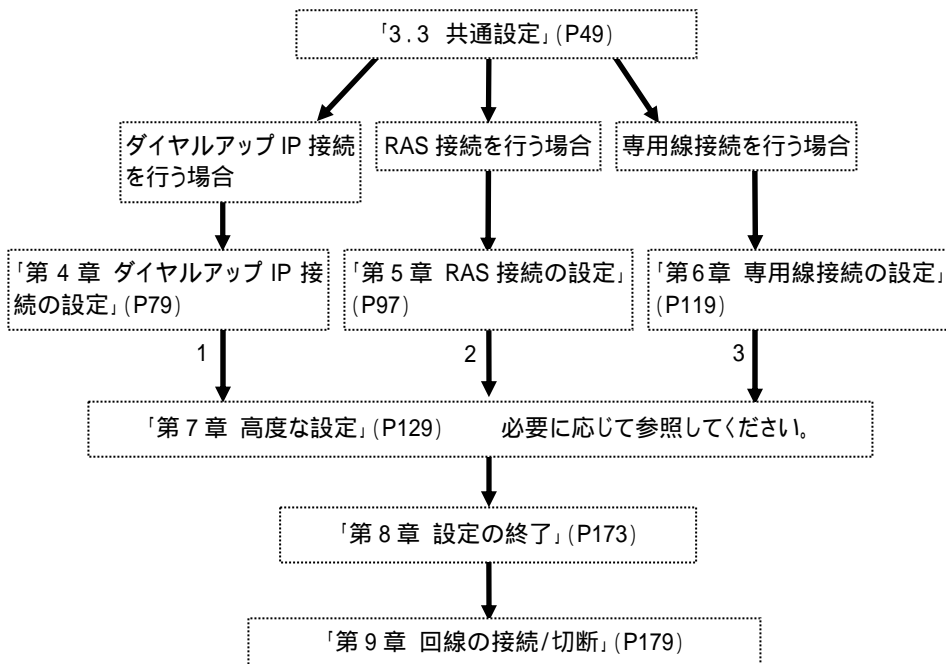 「3.3 共通設定」(P49)
ダイヤルアップ IP 接続
を行う場合
RAS 接続を行う場合
専用線接続を行う場合
「第 4 章 ダイヤルアップ IP 接
続の設定」(P79)
「第 5 章 RAS 接続の設定」
(P97)
「第6章 専用線接続の設定」
(P119)
1
2
3
「第 7 章 高度な設定」(P129) 必要に応じて参照してください。
「第 8 章 設定の終了」(P173)
「第 9 章 回線の接続/切断」(P179)